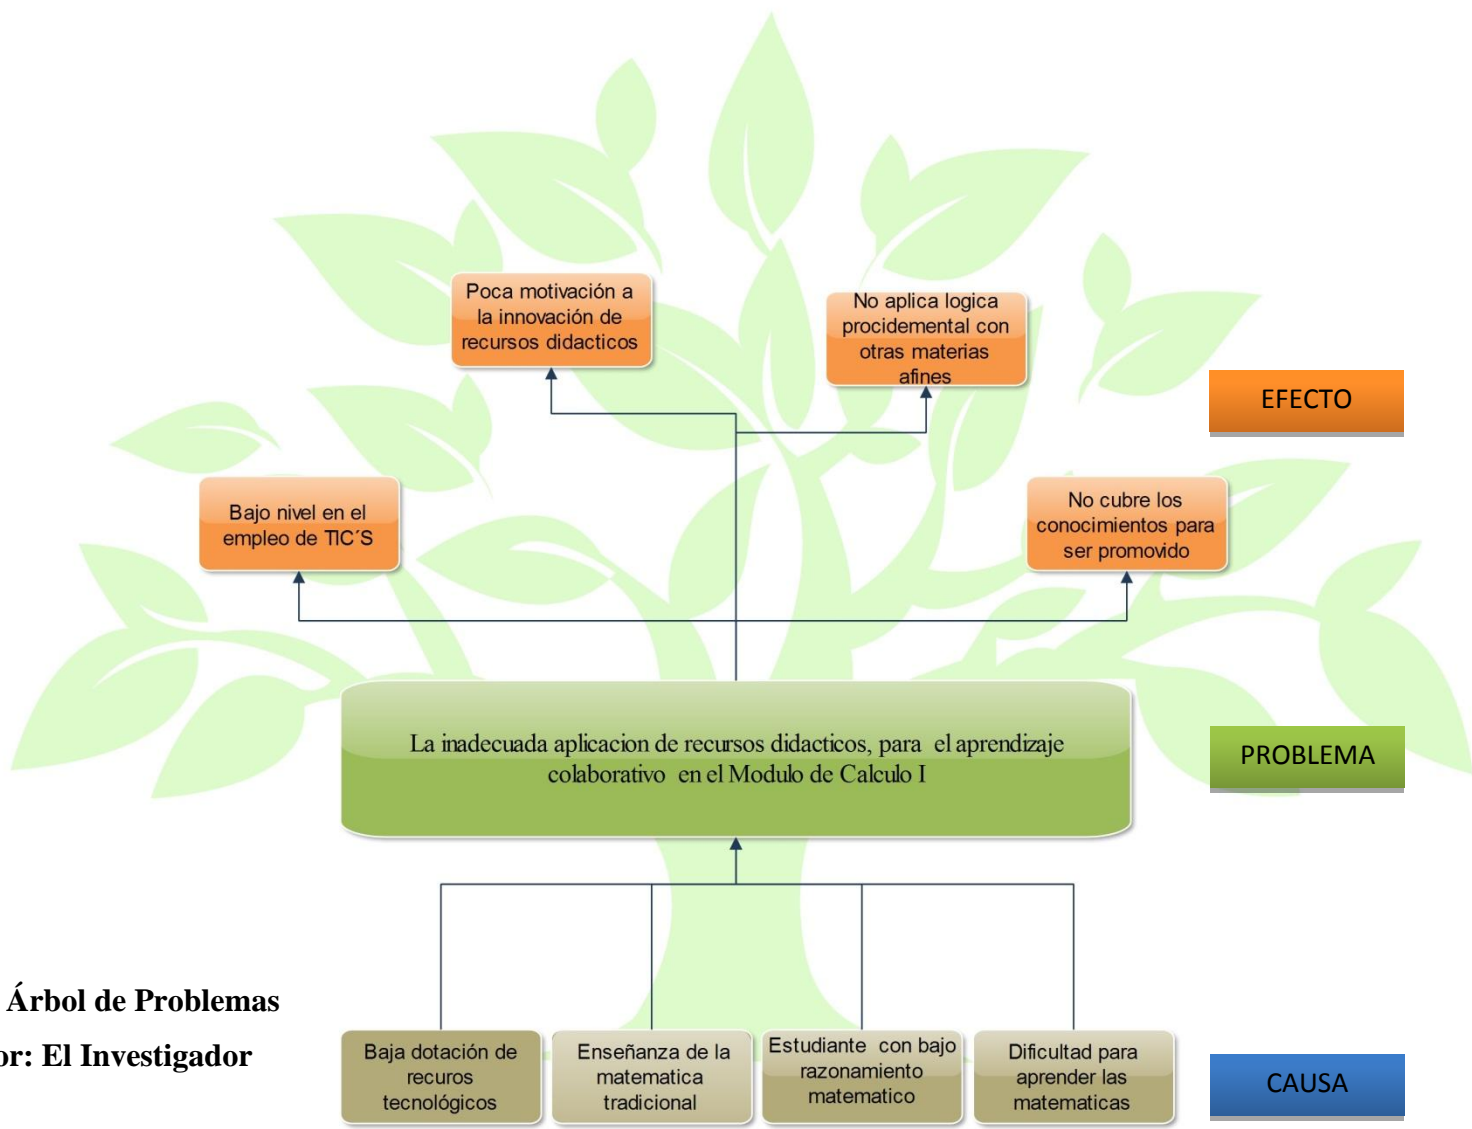 Poca motivación a
la innovación de
recursos didacticos
No aplica logica
procidemental con
otras materias
afines
EFECTO
Bajo nivel en el
empleo de TIC´S
No cubre los
conocimientos para
ser promovido
La inadecuada aplicacion de recursos didacticos, para el aprendizaje
colaborativo en el Modulo de Calculo I
PROBLEMA
Árbol de Problemas
or: El Investigador
Baja dotación de
recuros
tecnológicos
Enseñanza de la
matematica
tradicional
Estudiante con bajo
razonamiento
matematico
Dificultad para
aprender las
matematicas
CAUSA